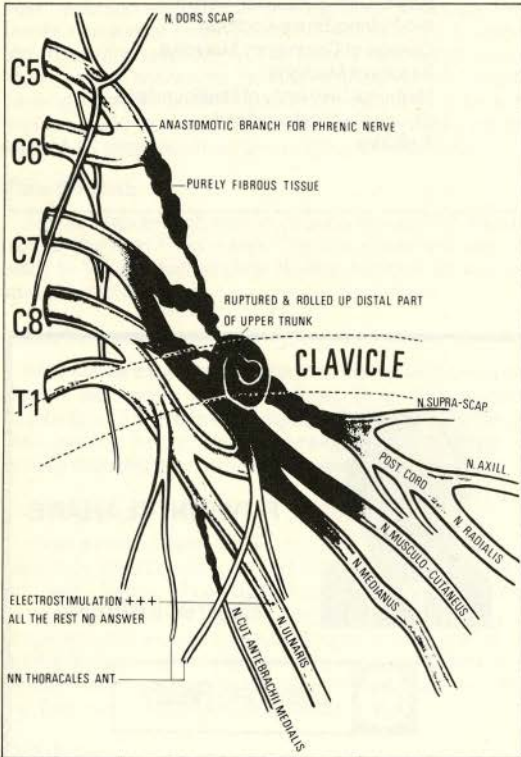 N.DORS.SCAP
C5
ANASTOMOTIC BRANCH FOR PHRENIC NERVE
C6
PURELY FIBROUS TISSUE
C7
RUPTURED & ROLLED UP DISTAL PART
OF UPPER TRUNK
C8
CLAVICLE
T1
N.SUPRA-SCAP
POST CORD
N.AXILL
N RADIALIS
N.MUSCULO-CUTANEUS
N.MEDIANUS
ELECTROSTIMULATION +++
ALL THE REST NO ANSWER
N.ULNARIS
N.CUT ANTEBRACHII MEDIALIS
NN THORACALES ANT